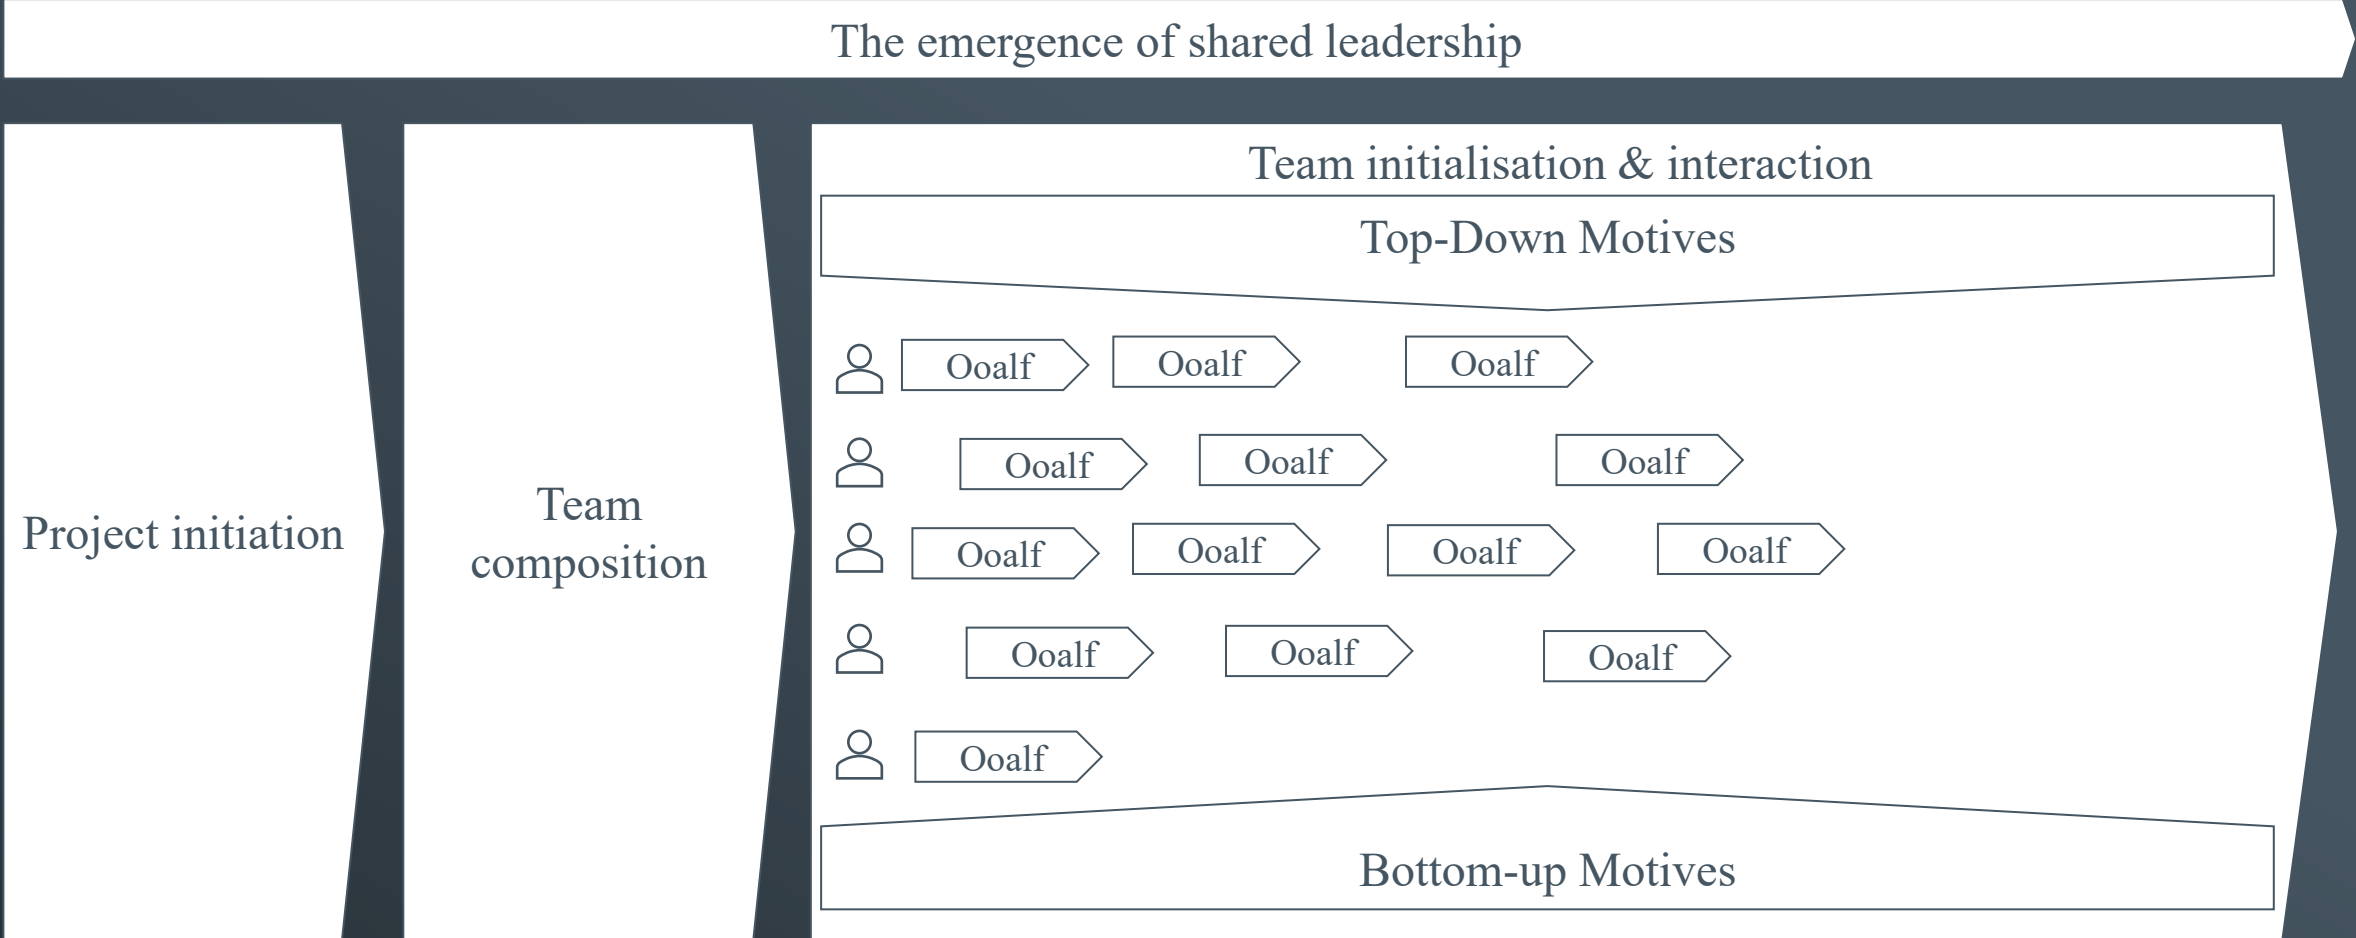 The emergence of shared leadership
Project initiation
Team
composition
Team initialisation & interaction
Top-Down Motives
Ooalf Ooalf Ooalf
Ooalf Ooalf Ooalf
Ooalf Ooalf Ooalf Ooalf
Ooalf Ooalf Ooalf
Ooalf
Bottom-up Motives